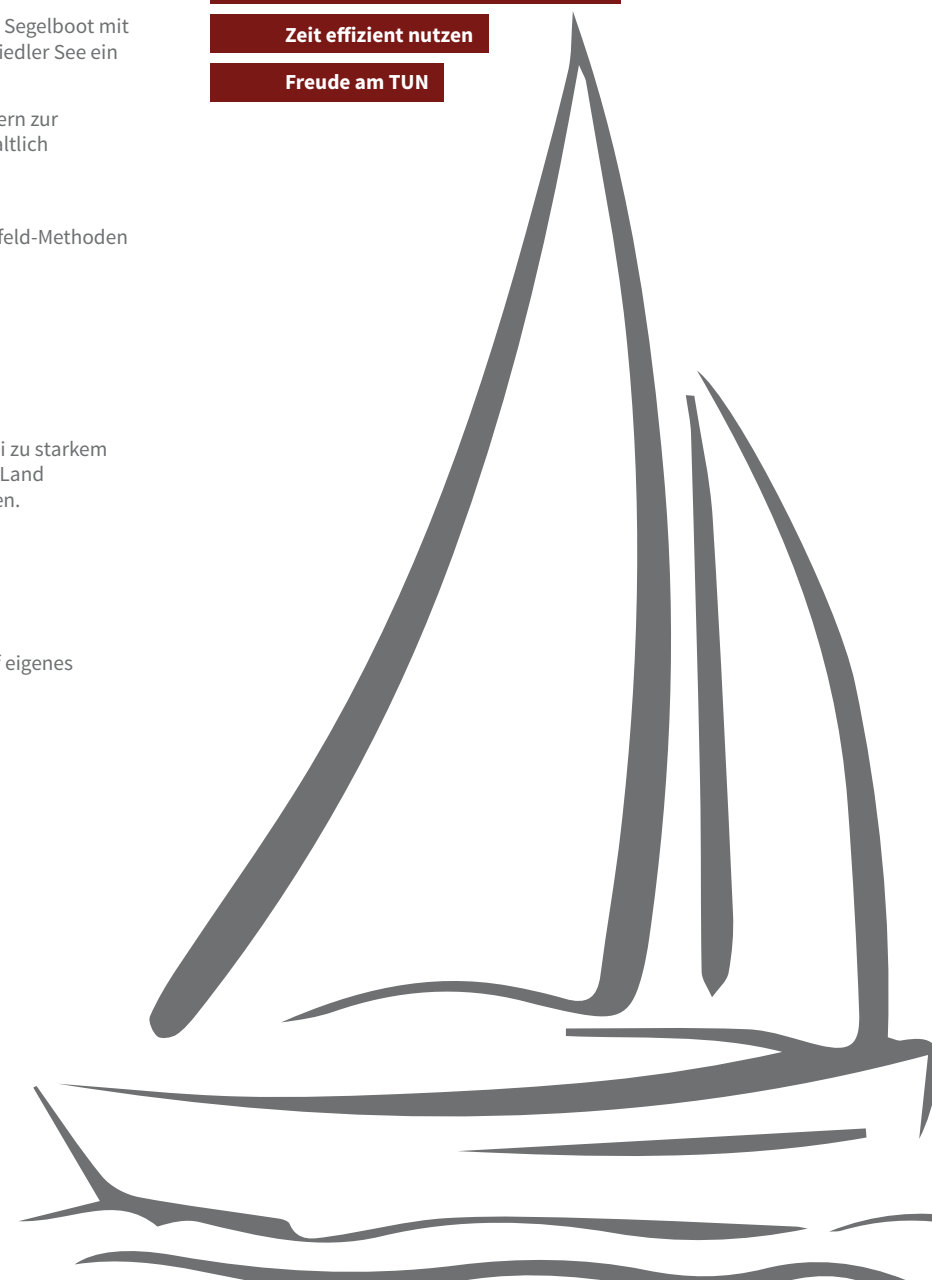 Segelboot mit
iedler See ein
ern zur
altlich
feld-Methoden
i zu starkem
Land
en.
eigenes
Zeit effizient nutzen
Freude am TUN